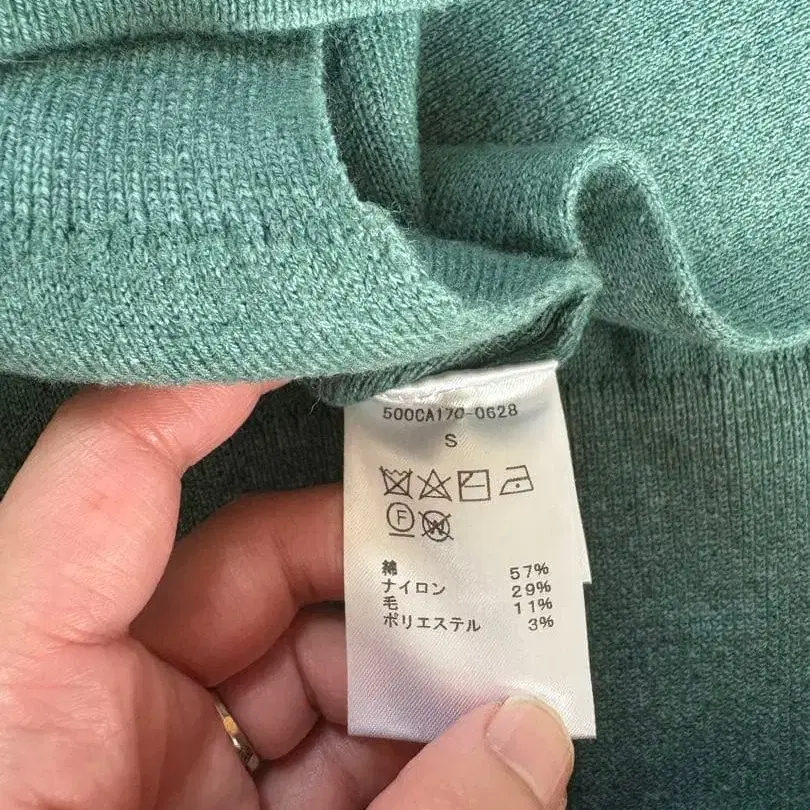 500CA170-0628
S
F W
綿 57%
ナイロン 29%
毛 11%
ポリエステル 3%